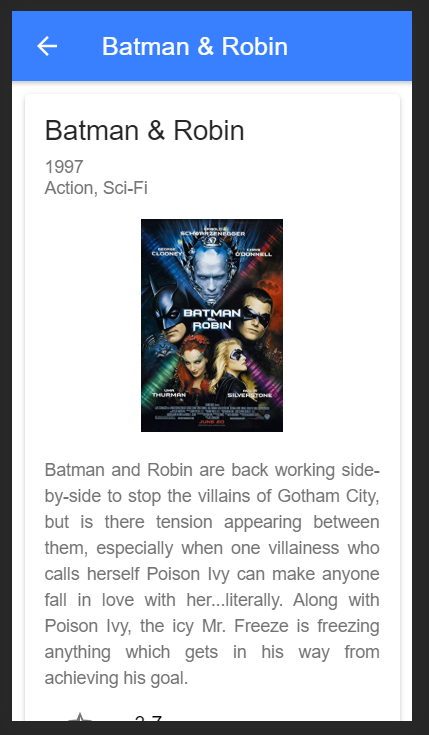 Batman & Robin
Batman & Robin
1997
Action, Sci-Fi
SCHWARZENEGGER
CLOONEY
O'DONNELL
BATMAN
&
ROBIN
UMA
THURMAN
SILVERSTONE
JUNE 20
Batman and Robin are back working side-
by-side to stop the villains of Gotham City,
but is there tension appearing between
them, especially when one villainess who
calls herself Poison Ivy can make anyone
fall in love with her...literally. Along with
Poison Ivy, the icy Mr. Freeze is freezing
anything which gets in his way from
achieving his goal.
3.7